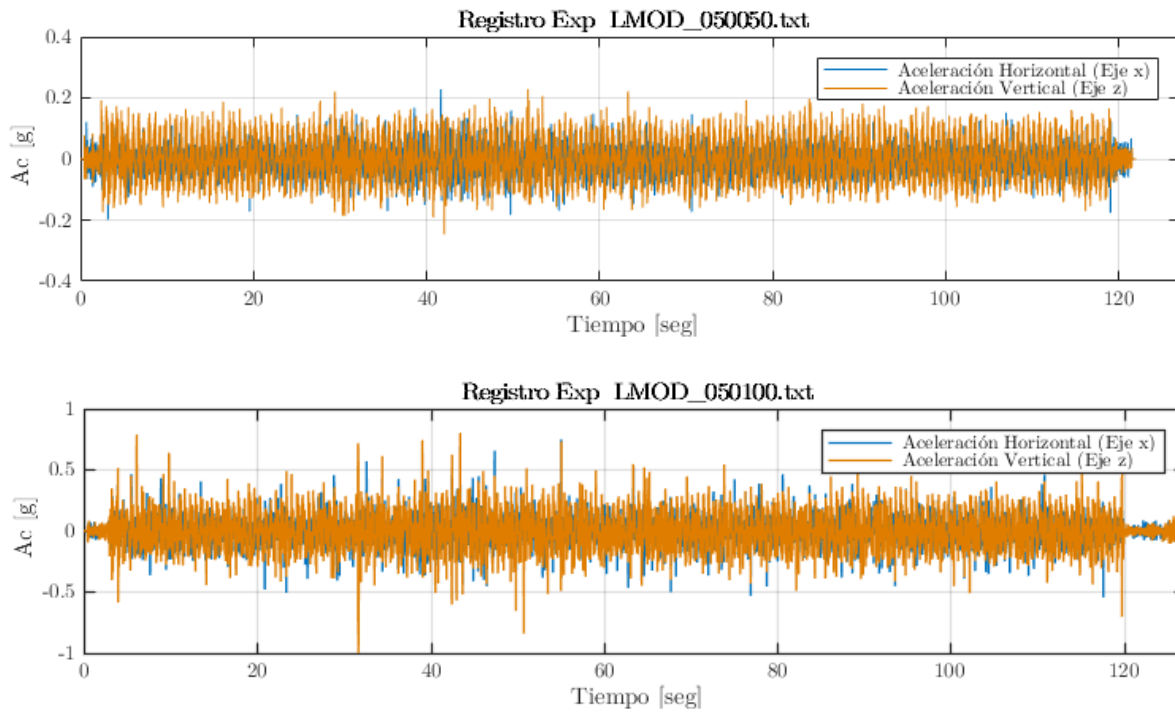 Registro Exp LMOD_050050.txt
0.4
0.2
0
-0.2
-0.4
Ac [g]
Aceleración Horizontal (Eje x)
Aceleración Vertical (Eje z)
0 20 40 60 80 100 120
Tiempo [seg]
Registro Exp LMOD_050100.txt
1
0.5
0
-0.5
-1
Ac [g]
Aceleración Horizontal (Eje x)
Aceleración Vertical (Eje z)
0 20 40 60 80 100 120
Tiempo [seg]